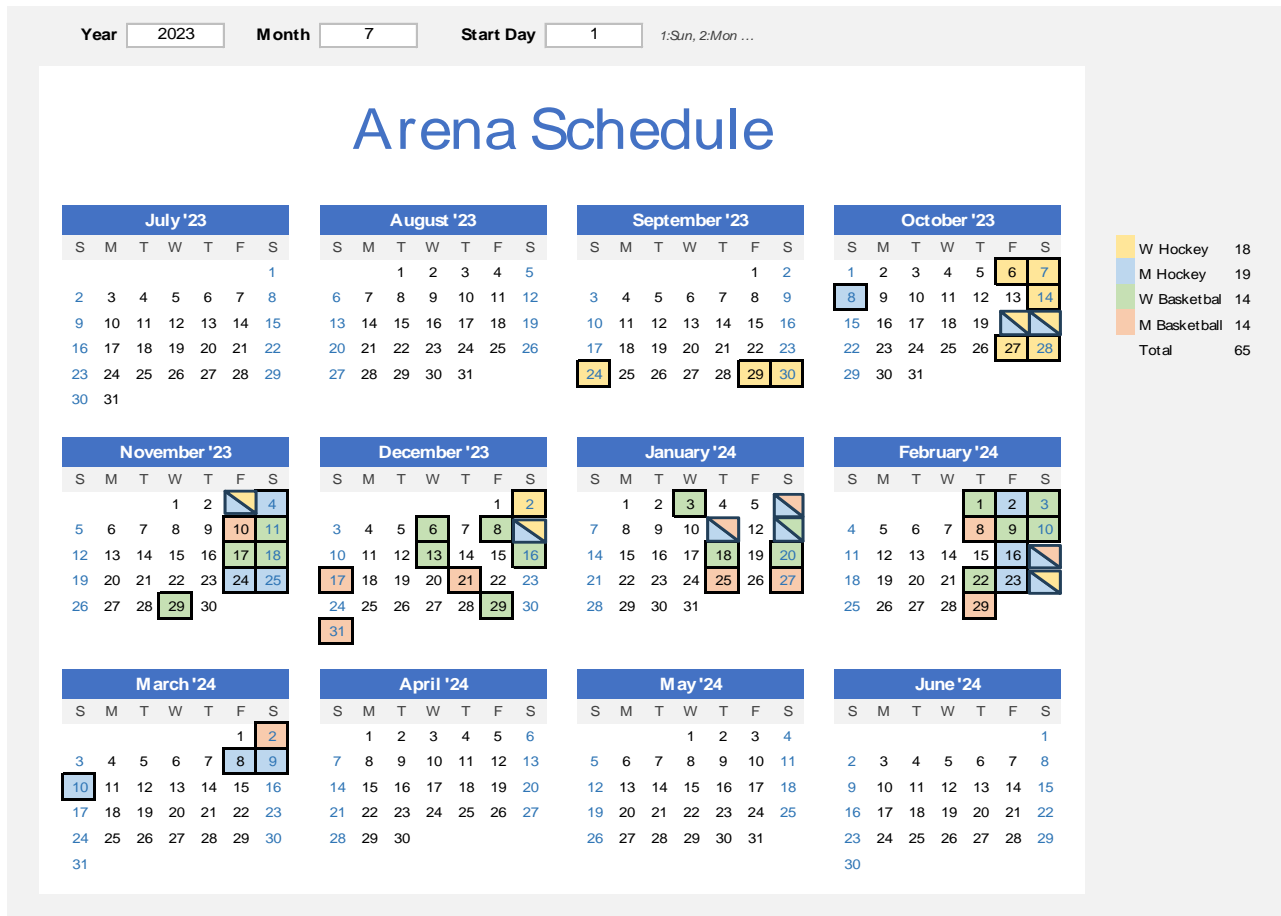 Year 2023 Month 7 Start Day 1 1:Sun, 2:Mon …
Arena Schedule
July '23 August '23 September '23 October '23
S M T W T F S S M T W T F S S M T W T F S S M T W T F S
1 1 2 3 4 5 1 2 1 2 3 4 5 6 7
2 3 4 5 6 7 8 6 7 8 9 10 11 12 3 4 5 6 7 8 9 8 9 10 11 12 13 14
9 10 11 12 13 14 15 13 14 15 16 17 18 19 10 11 12 13 14 15 16 15 16 17 18 19
16 17 18 19 20 21 22 20 21 22 23 24 25 26 17 18 19 20 21 22 23 22 23 24 25 26 27 28
23 24 25 26 27 28 29 27 28 29 30 31 24 25 26 27 28 29 30 29 30 31
30 31
W Hockey 18
M Hockey 19
W Basketbal 14
M Basketball 14
Total 65
November '23 December '23 January '24 February '24
S M T W T F S S M T W T F S S M T W T F S S M T W T F S
1 2 4 1 2 1 2 3 4 5 1 2 3
5 6 7 8 9 10 11 3 4 5 6 7 8 7 8 9 10 12 4 5 6 7 8 9 10
12 13 14 15 16 17 18 10 11 12 13 14 15 16 14 15 16 17 18 19 20 11 12 13 14 15 16
19 20 21 22 23 24 25 17 18 19 20 21 22 23 21 22 23 24 25 26 27 18 19 20 21 22 23
26 27 28 29 30 24 25 26 27 28 29 30 28 29 30 31 25 26 27 28 29
31
March '24 April '24 May '24 June '24
S M T W T F S S M T W T F S S M T W T F S S M T W T F S
1 2 1 2 3 4 5 6 1 2 3 4 1
3 4 5 6 7 8 9 7 8 9 10 11 12 13 5 6 7 8 9 10 11 2 3 4 5 6 7 8
10 11 12 13 14 15 16 14 15 16 17 18 19 20 12 13 14 15 16 17 18 9 10 11 12 13 14 15
17 18 19 20 21 22 23 21 22 23 24 25 26 27 19 20 21 22 23 24 25 16 17 18 19 20 21 22
24 25 26 27 28 29 30 28 29 30 26 27 28 29 30 31 23 24 25 26 27 28 29
31 30